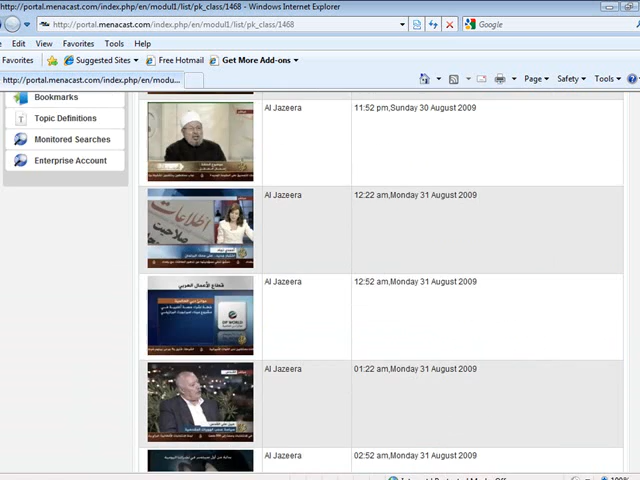 http://portal.menacast.com/index.php/en/modul1/list/pk_class/1468 - Windows Internet Explorer
http://portal.menacast.com/index.php/en/modul1/list/pk_class/1468
Google
Edit View Favorites Tools Help
Favorites Suggested Sites Free Hotmail Get More Add-ons
http://portal.menacast.com/index.php/en/modu...
Page Safety Tools
Bookmarks
Topic Definitions
Monitored Searches
Enterprise Account
Al Jazeera 11:52 pm,Sunday 30 August 2009
Al Jazeera 12:22 am,Monday 31 August 2009
Al Jazeera 12:52 am,Monday 31 August 2009
قطاع الأعمال العربي
DP WORLD
Al Jazeera 01:22 am,Monday 31 August 2009
Al Jazeera 02:52 am,Monday 31 August 2009
100%